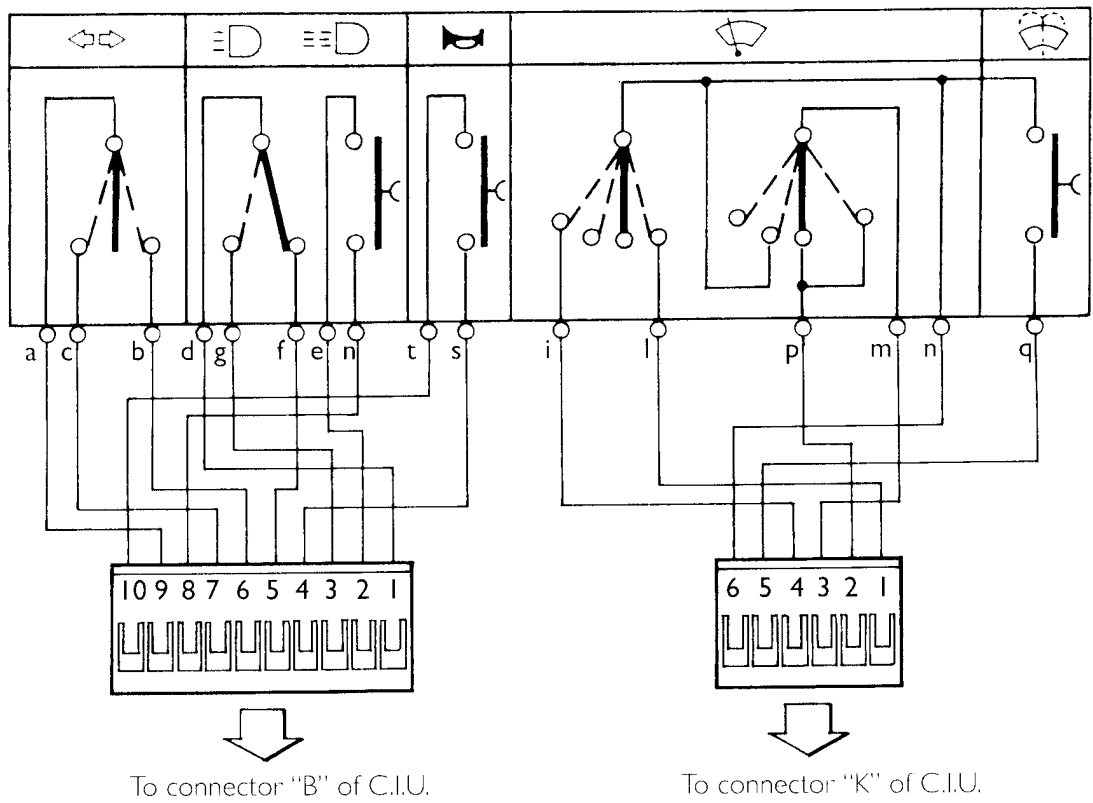 a c b d g f e n t s i l p m n q
10 9 8 7 6 5 4 3 2 1
6 5 4 3 2 1
To connector "B" of C.I.U.
To connector "K" of C.I.U.